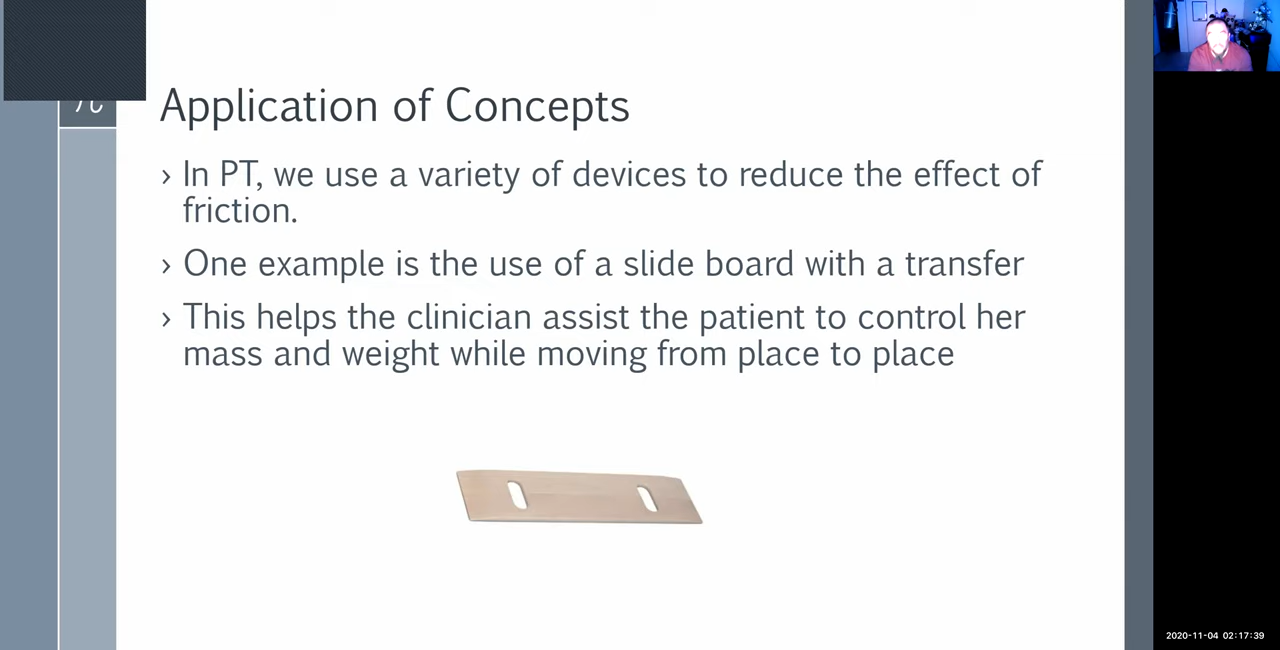 Application of Concepts
› In PT, we use a variety of devices to reduce the effect of
friction.
› One example is the use of a slide board with a transfer
› This helps the clinician assist the patient to control her
mass and weight while moving from place to place
2020-11-04 02:17:39